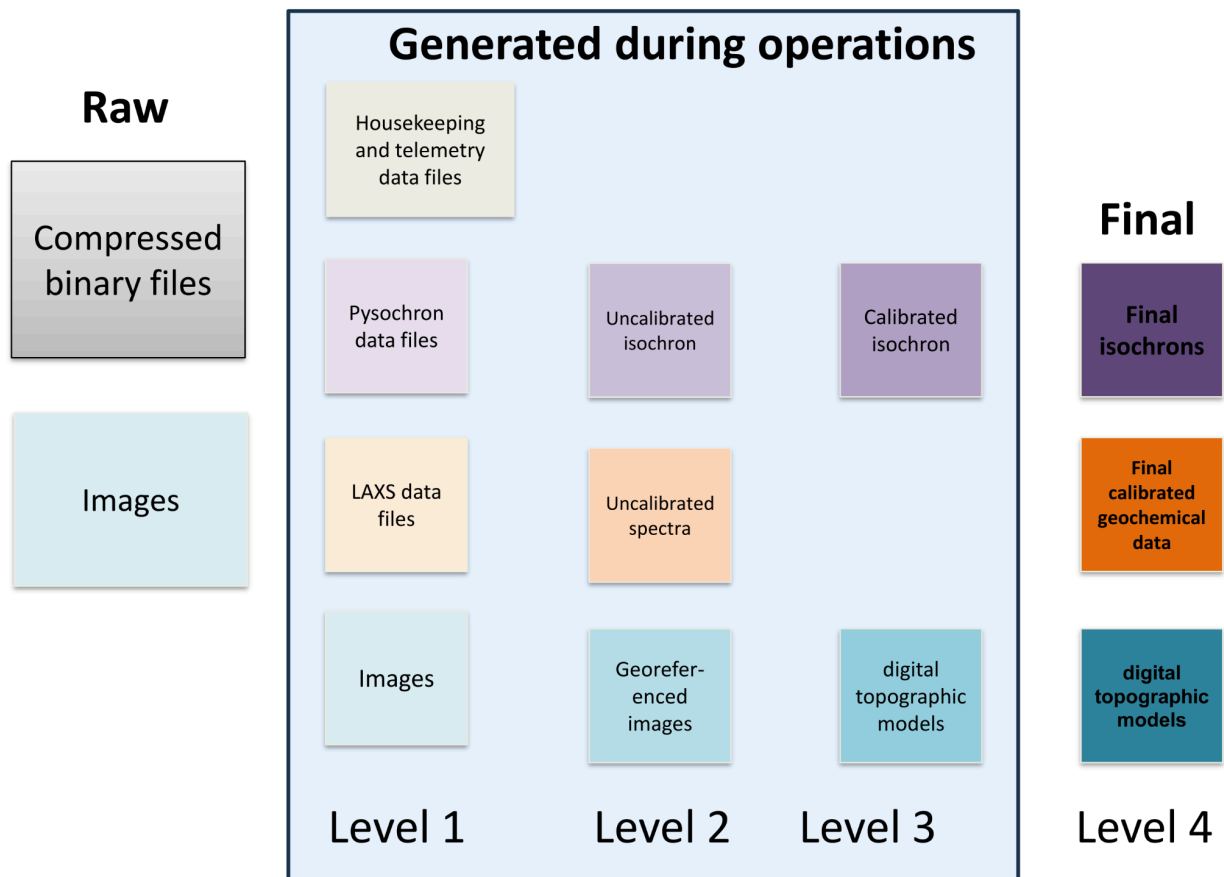 Generated during operations
Raw
Compressed
binary files
Images
Housekeeping
and telemetry
data files
Pysochron
data files
Uncalibrated
isochron
Calibrated
isochron
LAXS data
files
Uncalibrated
spectra
Images
Georefer-
enced
images
digital
topographic
models
Level 1
Level 2
Level 3
Final
Final
isochrons
Final
calibrated
geochemical
data
digital
topographic
models
Level 4